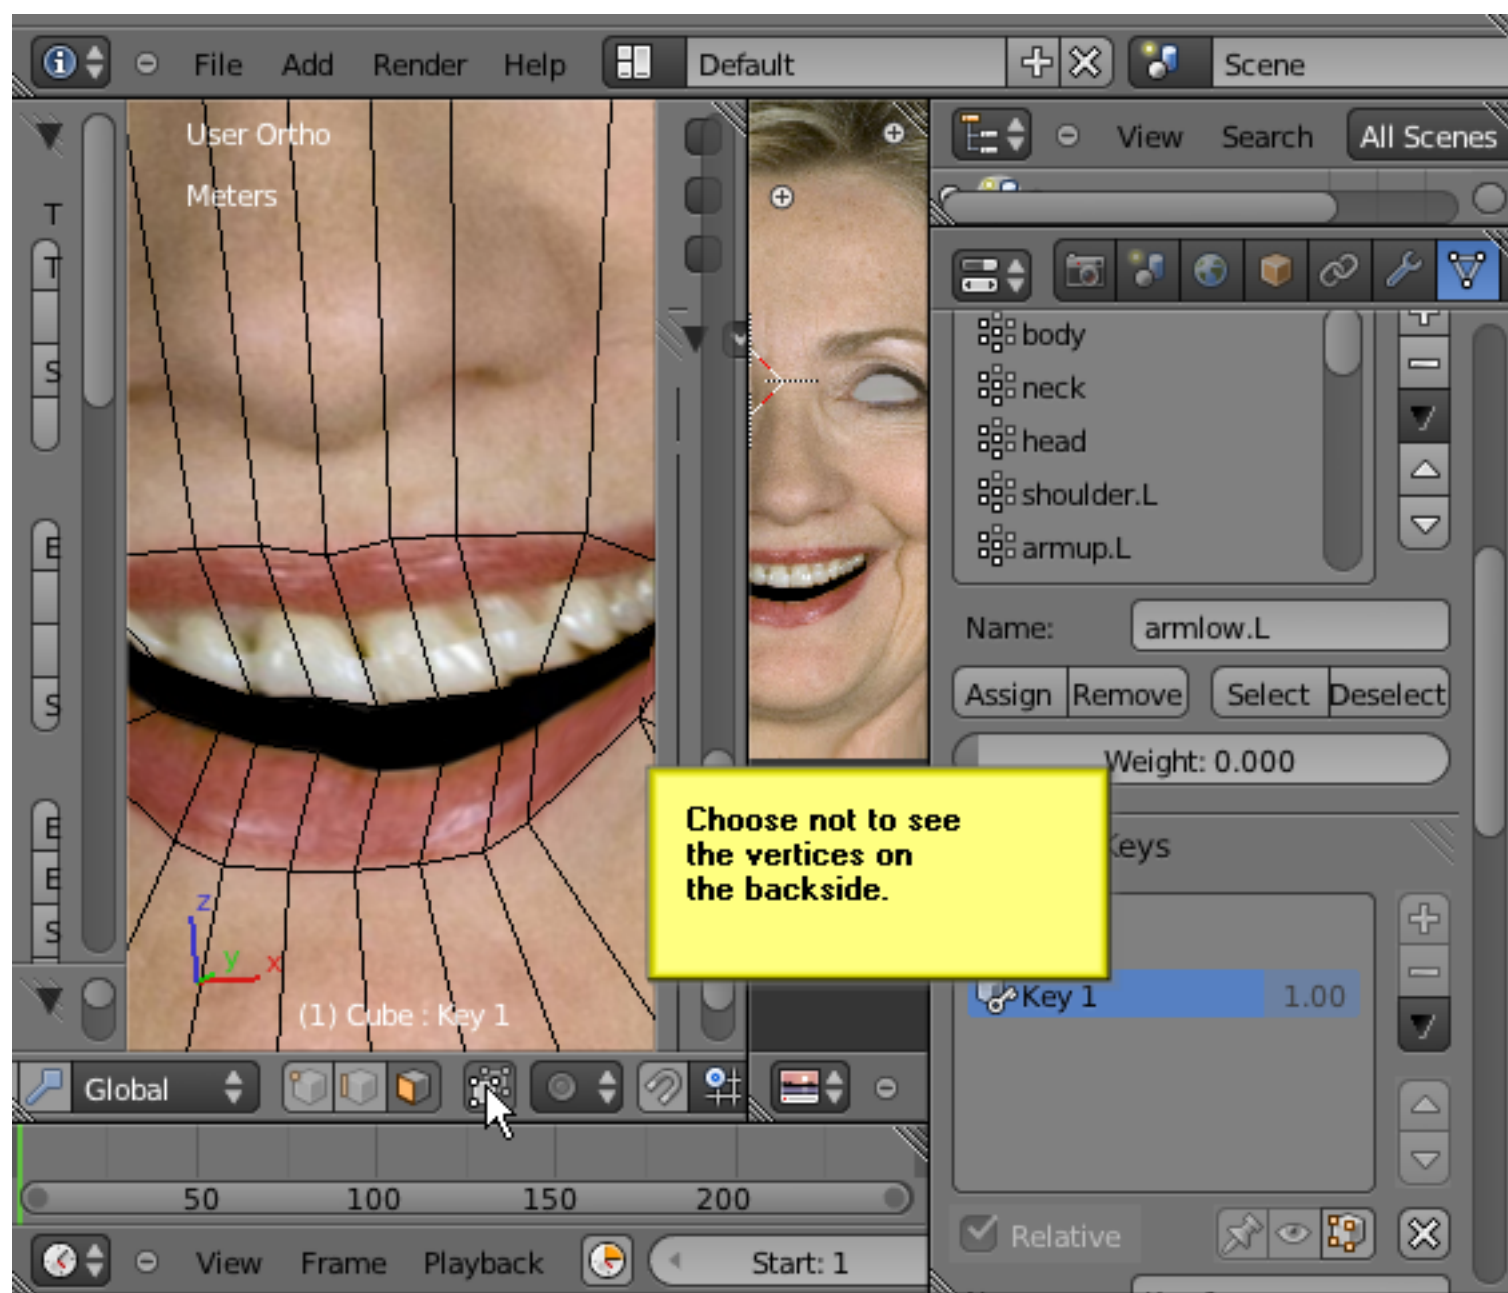 File Add Render Help Default Scene
User Ortho
Meters
View Search All Scenes
T
T
S
E
S
E
E
S
body
neck
head
shoulder.L
armup.L
Name: armlow.L
Assign Remove Select Deselect
Weight: 0.000
Choose not to see
the vertices on
the backside.
Keys
Key 1 1.00
z
y x
(1) Cube : Key 1
Global
50 100 150 200
Relative
View Frame Playback Start: 1